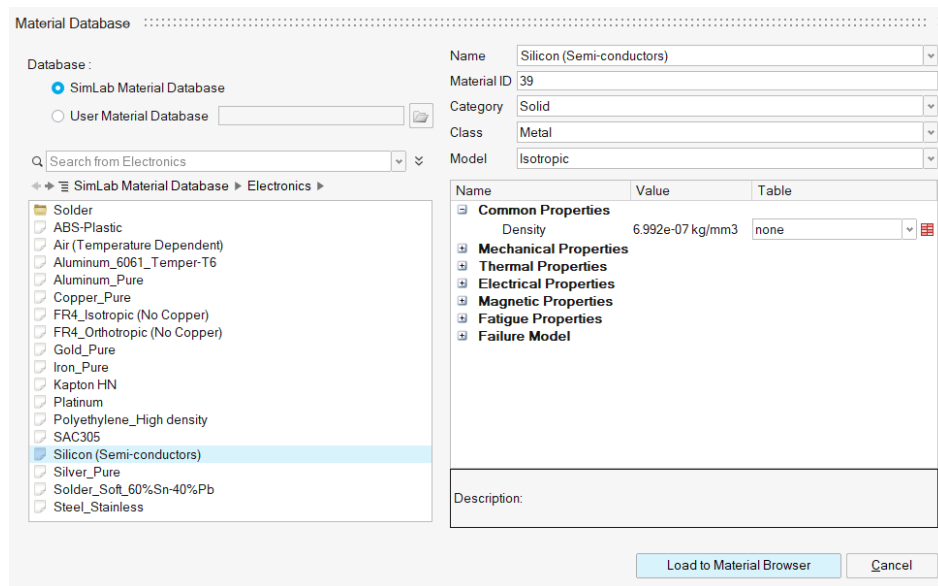 Material Database
Database :
SimLab Material Database
User Material Database
Search from Electronics
SimLab Material Database Electronics
Solder
ABS-Plastic
Air (Temperature Dependent)
Aluminum_6061_Temper-T6
Aluminum_Pure
Copper_Pure
FR4_Isotropic (No Copper)
FR4_Orthotropic (No Copper)
Gold_Pure
Iron_Pure
Kapton HN
Platinum
Polyethylene_High density
SAC305
Silicon (Semi-conductors)
Silver_Pure
Solder_Soft_60%Sn-40%Pb
Steel_Stainless
Name Silicon (Semi-conductors)
Material ID 39
Category Solid
Class Metal
Model Isotropic
Name Value Table
Common Properties
Density 6.992e-07 kg/mm3 none
Mechanical Properties
Thermal Properties
Electrical Properties
Magnetic Properties
Fatigue Properties
Failure Model
Description:
Load to Material Browser Cancel